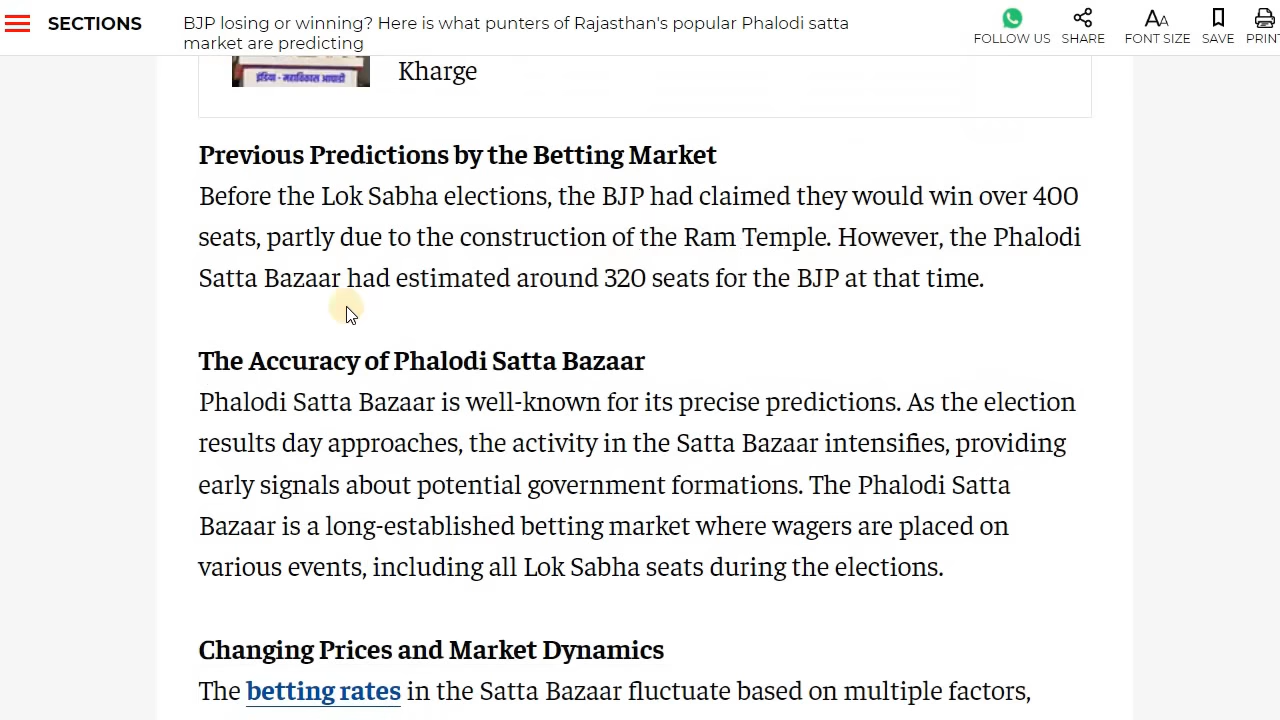 SECTIONS
BJP losing or winning? Here is what punters of Rajasthan's popular Phalodi satta
market are predicting
FOLLOW US
SHARE
AA
FONT SIZE
SAVE
PRINT
इंडिया - महाविकास आघाडी
Kharge
Previous Predictions by the Betting Market
Before the Lok Sabha elections, the BJP had claimed they would win over 400
seats, partly due to the construction of the Ram Temple. However, the Phalodi
Satta Bazaar had estimated around 320 seats for the BJP at that time.
The Accuracy of Phalodi Satta Bazaar
Phalodi Satta Bazaar is well-known for its precise predictions. As the election
results day approaches, the activity in the Satta Bazaar intensifies, providing
early signals about potential government formations. The Phalodi Satta
Bazaar is a long-established betting market where wagers are placed on
various events, including all Lok Sabha seats during the elections.
Changing Prices and Market Dynamics
The betting rates in the Satta Bazaar fluctuate based on multiple factors,